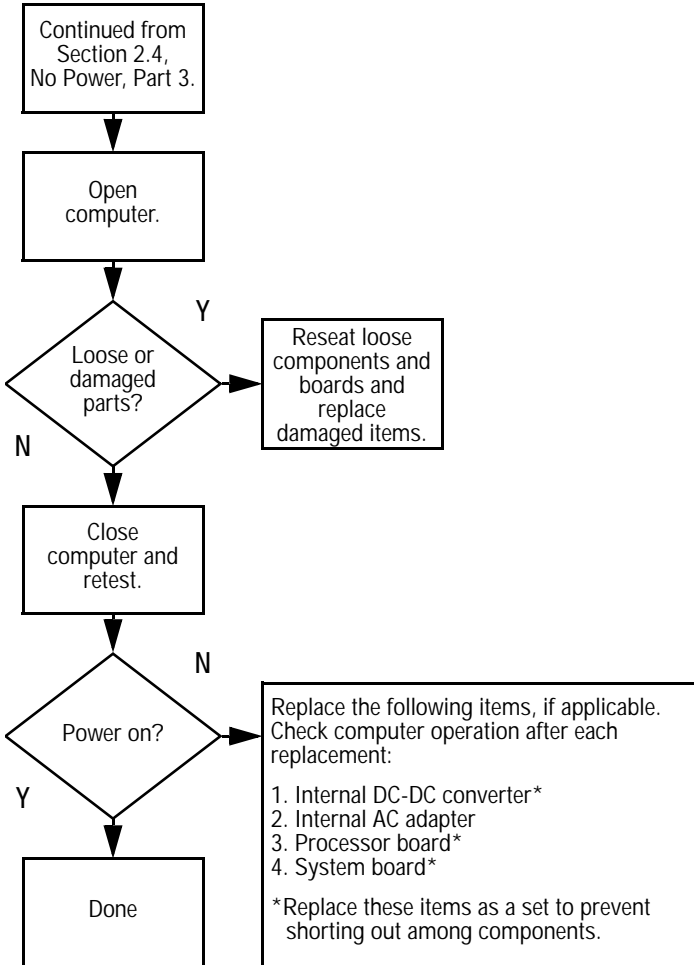 Continued from
Section 2.4,
No Power, Part 3.
Open
computer.
Y
Loose or
damaged
parts?
Reseat loose
components and
boards and
replace
damaged items.
N
Close
computer and
retest.
N
Power on?
Replace the following items, if applicable.
Check computer operation after each
replacement:
1. Internal DC-DC converter*
2. Internal AC adapter
3. Processor board*
4. System board*
*Replace these items as a set to prevent
shorting out among components.
Y
Done